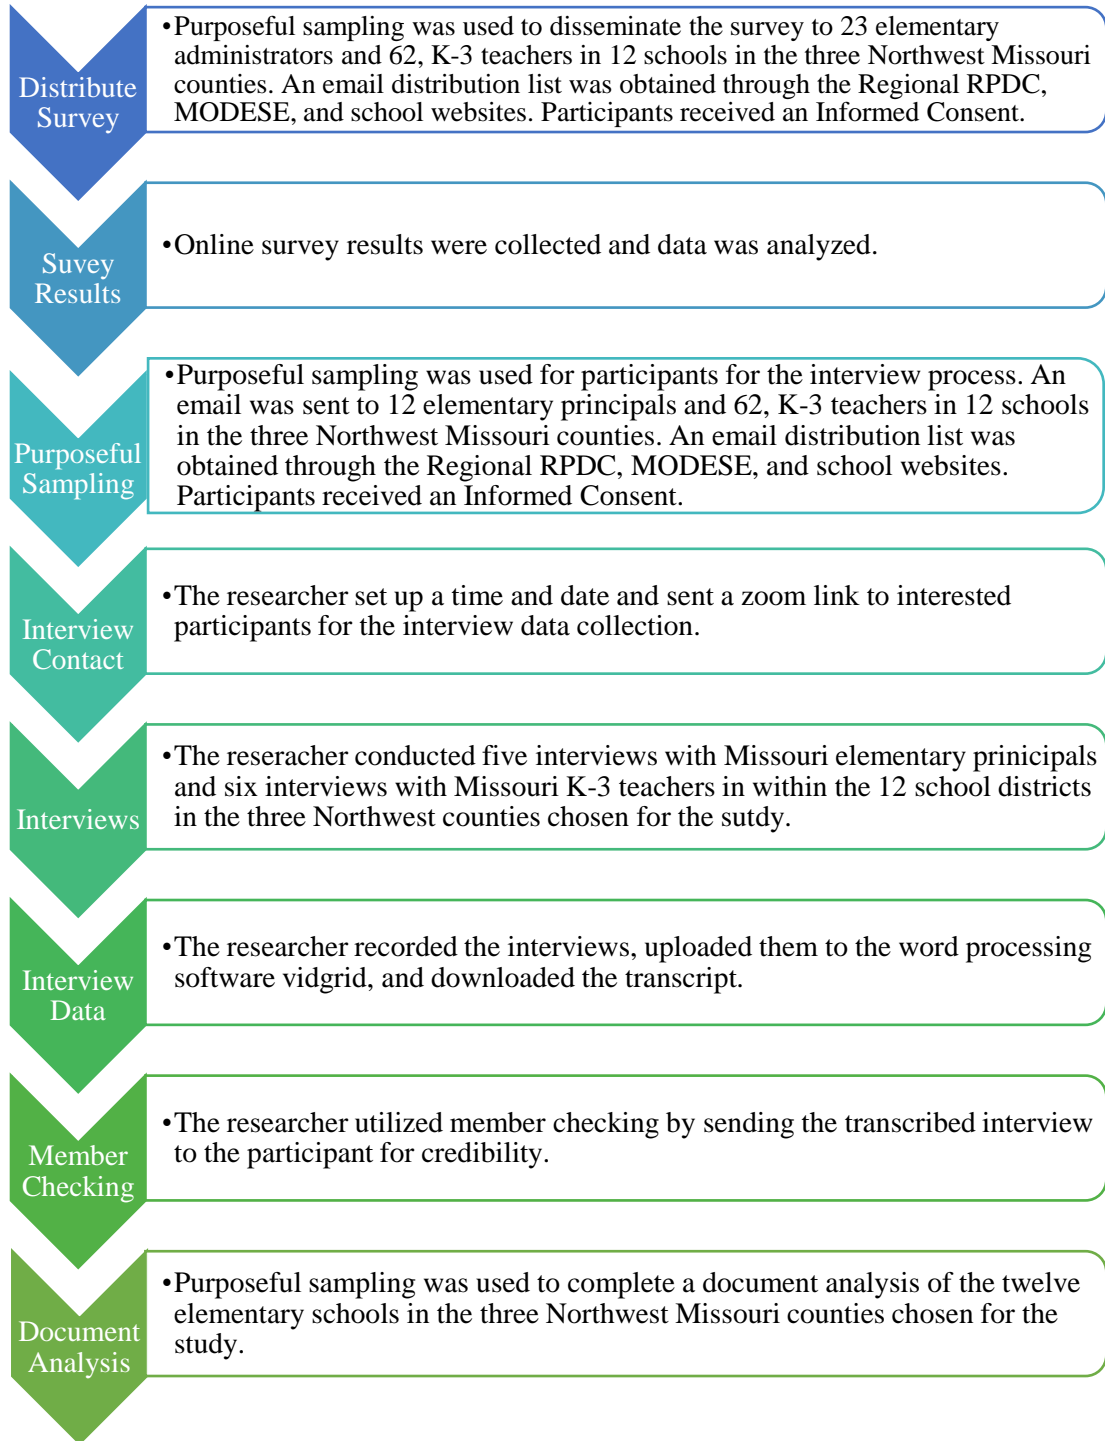 Distribute
Survey
•Purposeful sampling was used to disseminate the survey to 23 elementary
administrators and 62, K-3 teachers in 12 schools in the three Northwest Missouri
counties. An email distribution list was obtained through the Regional RPDC,
MODESE, and school websites. Participants received an Informed Consent.
Suvey
Results
•Online survey results were collected and data was analyzed.
Purposeful
Sampling
•Purposeful sampling was used for participants for the interview process. An
email was sent to 12 elementary principals and 62, K-3 teachers in 12 schools
in the three Northwest Missouri counties. An email distribution list was
obtained through the Regional RPDC, MODESE, and school websites.
Participants received an Informed Consent.
Interview
Contact
•The researcher set up a time and date and sent a zoom link to interested
participants for the interview data collection.
Interviews
•The reseracher conducted five interviews with Missouri elementary prinicipals
and six interviews with Missouri K-3 teachers in within the 12 school districts
in the three Northwest counties chosen for the sutdy.
Interview
Data
•The researcher recorded the interviews, uploaded them to the word processing
software vidgrid, and downloaded the transcript.
Member
Checking
•The researcher utilized member checking by sending the transcribed interview
to the participant for credibility.
Document
Analysis
•Purposeful sampling was used to complete a document analysis of the twelve
elementary schools in the three Northwest Missouri counties chosen for the
study.